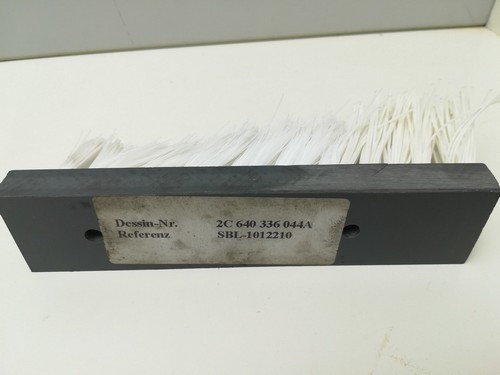 Dessin-Nr. 2C 640 336 044A
Referenz SBL-1012210